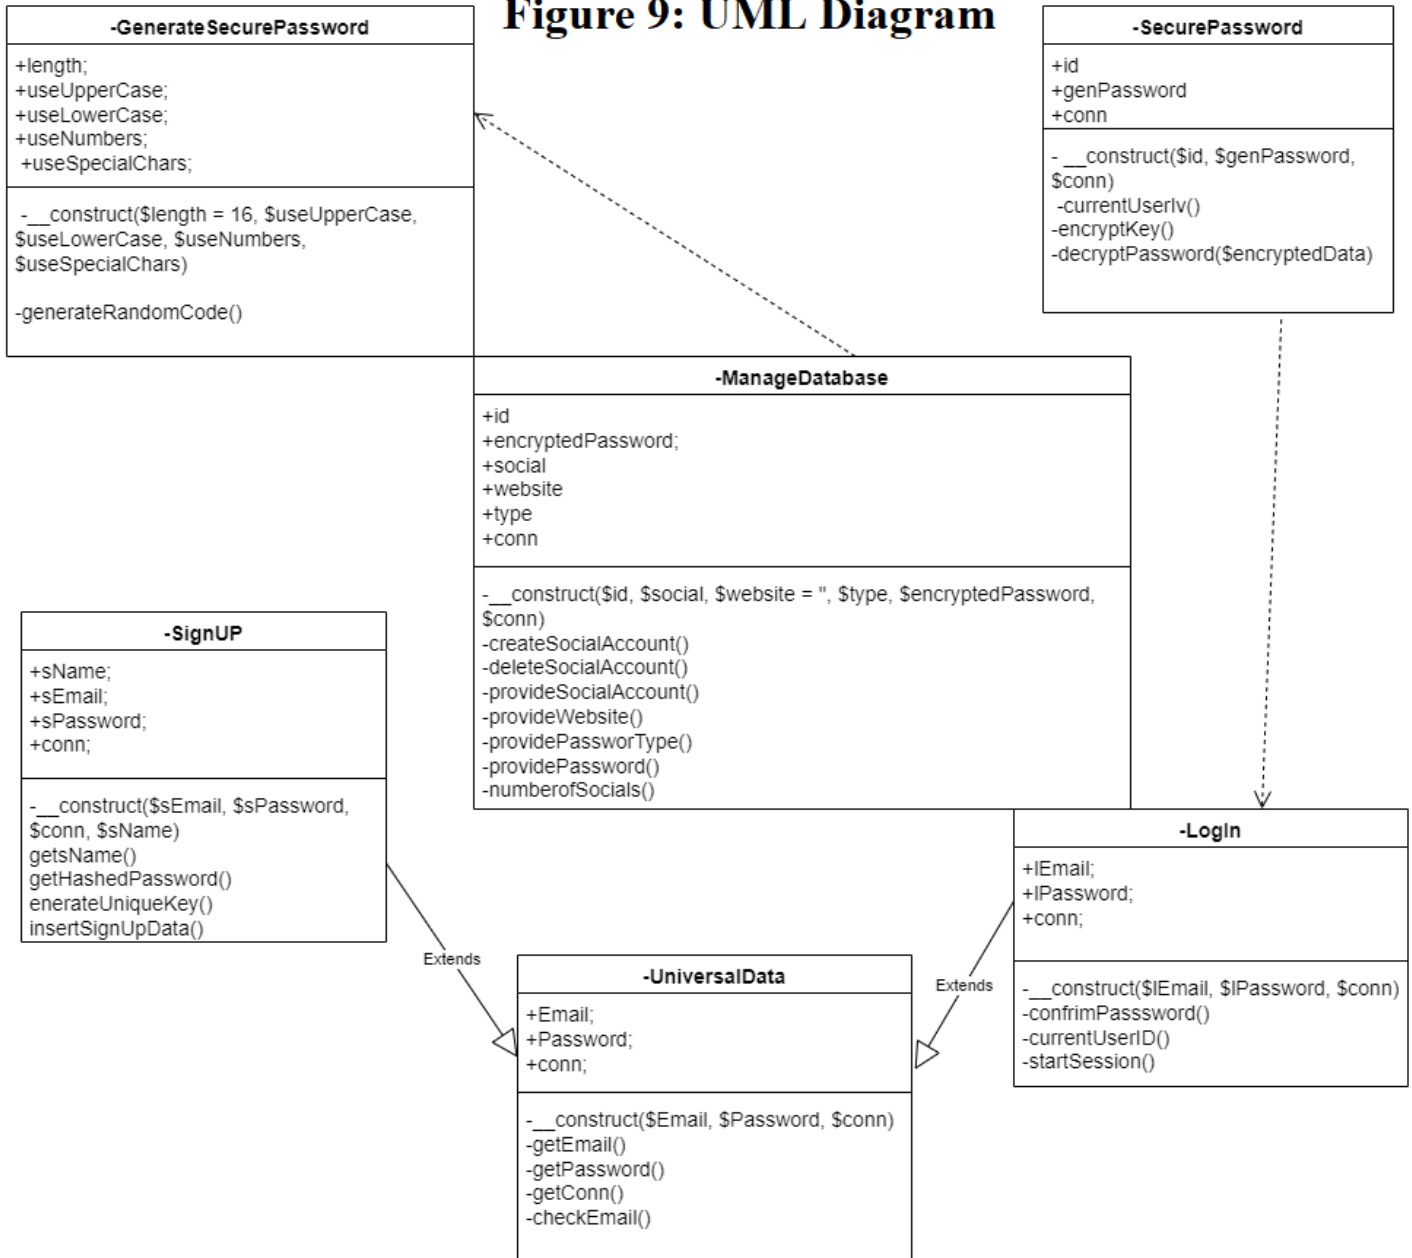 Figure 9: UML Diagram
-GenerateSecurePassword
+length;
+useUpperCase;
+useLowerCase;
+useNumbers;
+useSpecialChars;
-__construct($length = 16, $useUpperCase,
$useLowerCase, $useNumbers,
$useSpecialChars)
-generateRandomCode()
-SecurePassword
+id
+genPassword
+conn
- __construct($id, $genPassword,
$conn)
-currentUserIv()
-encryptKey()
-decryptPassword($encryptedData)
-ManageDatabase
+id
+encryptedPassword;
+social
+website
+type
+conn
-__construct($id, $social, $website = '', $type, $encryptedPassword,
$conn)
-createSocialAccount()
-deleteSocialAccount()
-provideSocialAccount()
-provideWebsite()
-providePassworType()
-providePassword()
-numberofSocials()
-SignUP
+sName;
+sEmail;
+sPassword;
+conn;
-__construct($sEmail, $sPassword,
$conn, $sName)
getsName()
getHashedPassword()
enerateUniqueKey()
insertSignUpData()
-LogIn
+lEmail;
+lPassword;
+conn;
-__construct($lEmail, $lPassword, $conn)
-confrimPasssword()
-currentUserID()
-startSession()
Extends
Extends
-UniversalData
+Email;
+Password;
+conn;
-__construct($Email, $Password, $conn)
-getEmail()
-getPassword()
-getConn()
-checkEmail()